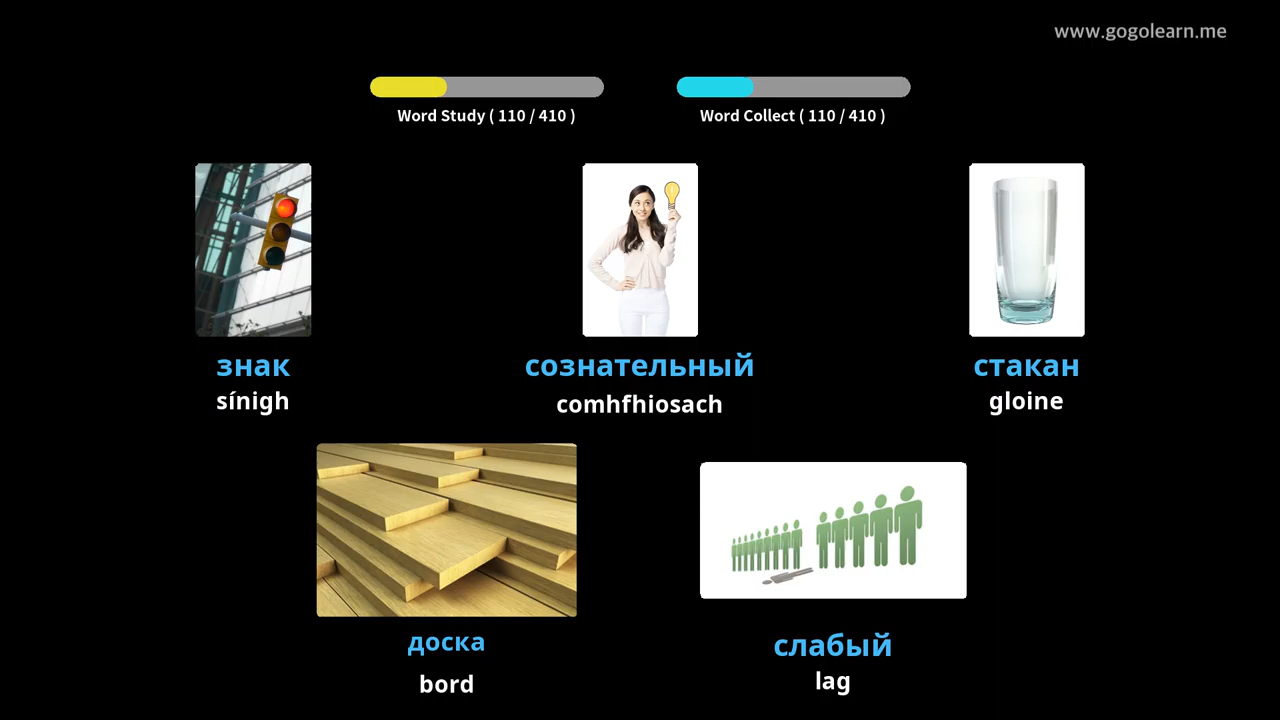 www.gogolearn.me
Word Study ( 110 / 410 )
Word Collect ( 110 / 410 )
знак
sínigh
сознательный
comhfhiosach
стакан
gloine
доска
bord
слабый
lag